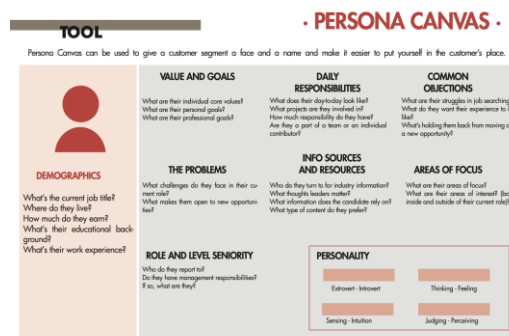 TOOL
· PERSONA CANVAS ·
Persona Canvas can be used to give a customer segment a face and a name and make it easier to put yourself in the customer's place.
DEMOGRAPHICS
What's the current job title?
Where do they live?
How much do they earn?
What's their educational back-
ground?
What's their work experience?
VALUE AND GOALS
What are their individual core values?
What are their personal goals?
What are their professional goals?
DAILY
RESPONSIBILITIES
What does their day-to-day look like?
What projects are they involved in?
How much responsibility do they have?
Are they a part of a team or an individual
contributor?
COMMON
OBJECTIONS
What are their struggles in job searching
What do they want their experience to
like?
What's holding them back from moving
a new opportunity?
THE PROBLEMS
What challenges do they face in their cu-
rrent role?
What makes them open to new opportuni-
ties?
INFO SOURCES
AND RESOURCES
Who do they turn to for industry information?
What thoughts leaders matter?
What information does the candidate rely on?
What type of content do they prefer?
AREAS OF FOCUS
What are their areas of focus?
What are their areas of interest?
inside and outside of their current role)
ROLE AND LEVEL SENIORITY
Who do they report to?
Do they have management responsibilities?
If so, what are they?
PERSONALITY
Extrovert - Introvert
Thinking - Feeling
Sensing - Intuition
Judging - Perceiving